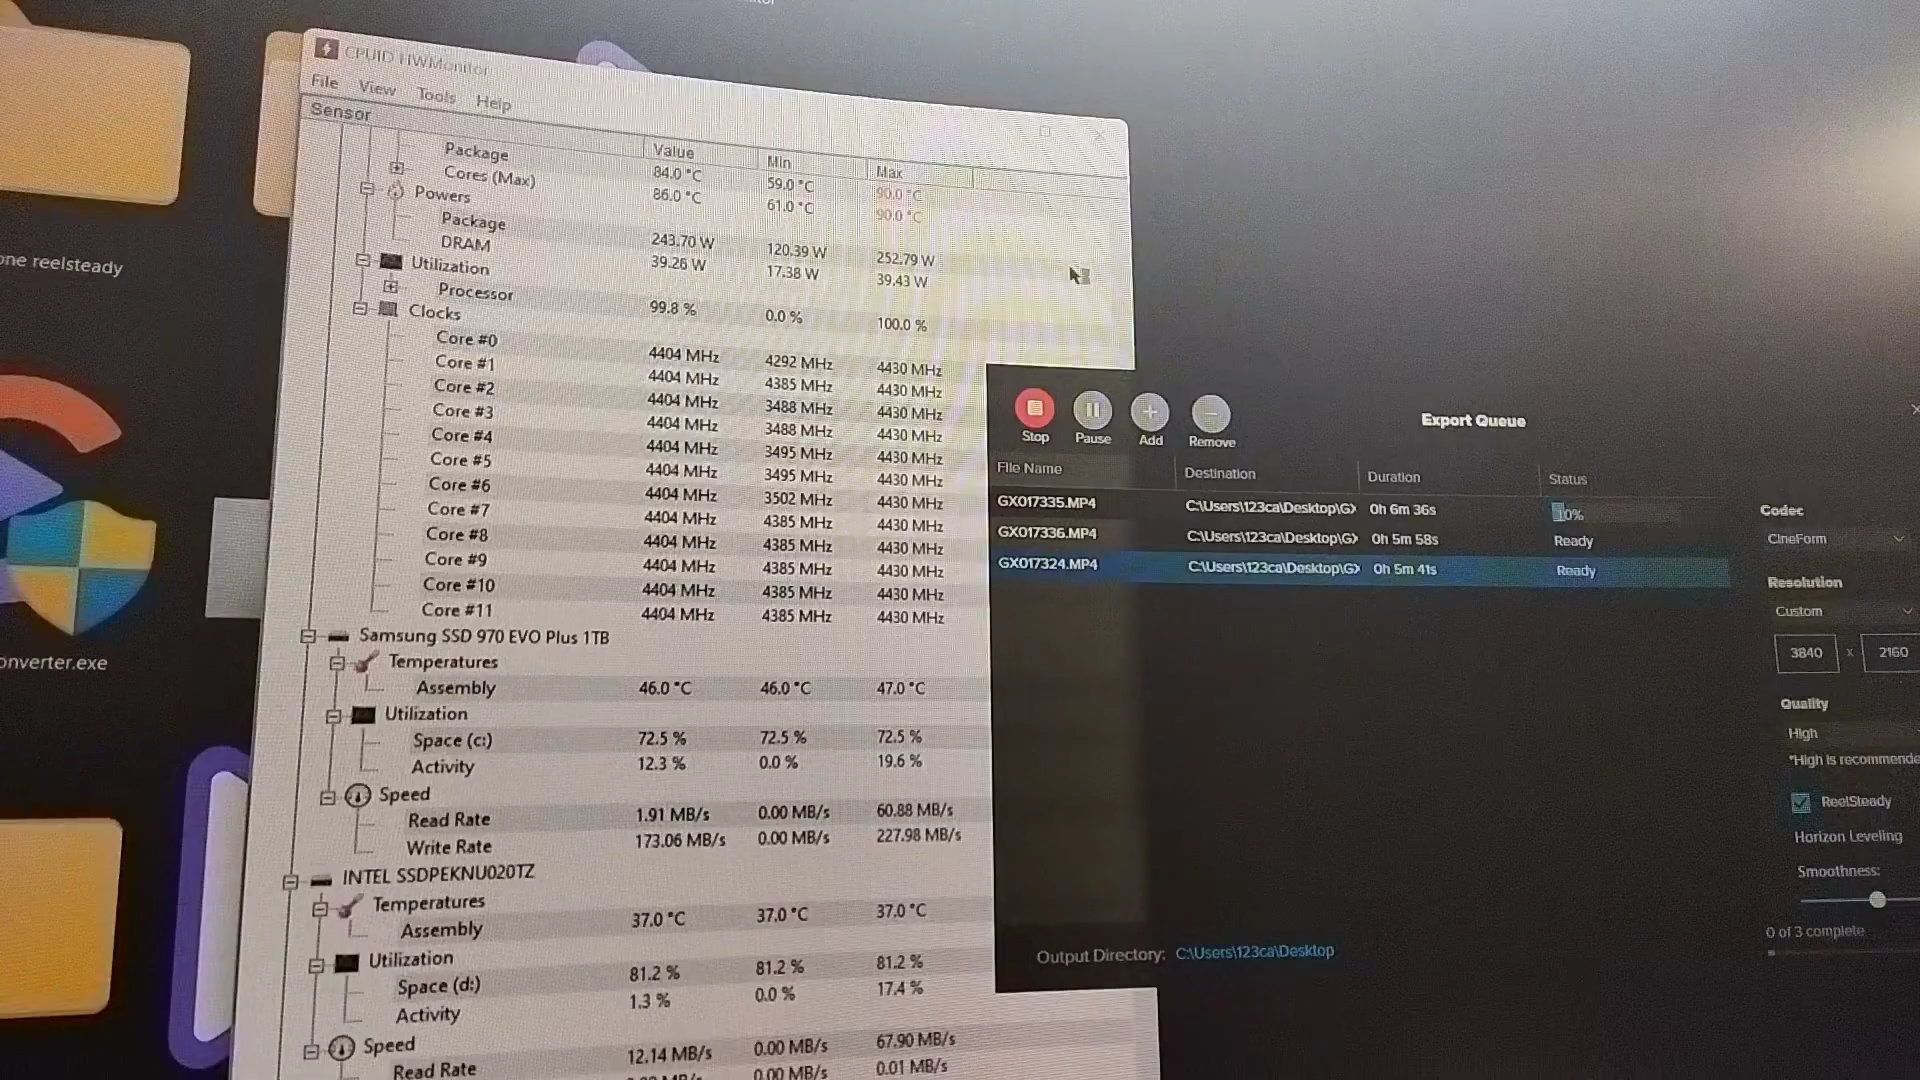 one reelsteady
onverter.exe
CPUID HWMonitor
File View Tools Help
Sensor Value Min Max
Package 84.0 °C 59.0 °C 90.0 °C
Cores (Max) 86.0 °C 61.0 °C 90.0 °C
Powers
Package 243.70 W 120.39 W 252.79 W
DRAM 39.26 W 17.38 W 39.43 W
Utilization
Processor 99.8 % 0.0 % 100.0 %
Clocks
Core #0 4404 MHz 4292 MHz 4430 MHz
Core #1 4404 MHz 4385 MHz 4430 MHz
Core #2 4404 MHz 3488 MHz 4430 MHz
Core #3 4404 MHz 3488 MHz 4430 MHz
Core #4 4404 MHz 3495 MHz 4430 MHz
Core #5 4404 MHz 3495 MHz 4430 MHz
Core #6 4404 MHz 3502 MHz 4430 MHz
Core #7 4404 MHz 4385 MHz 4430 MHz
Core #8 4404 MHz 4385 MHz 4430 MHz
Core #9 4404 MHz 4385 MHz 4430 MHz
Core #10 4404 MHz 4385 MHz 4430 MHz
Core #11 4404 MHz 4385 MHz 4430 MHz
Samsung SSD 970 EVO Plus 1TB
Temperatures
Assembly 46.0 °C 46.0 °C 47.0 °C
Utilization
Space (c:) 72.5 % 72.5 % 72.5 %
Activity 12.3 % 0.0 % 19.6 %
Speed
Read Rate 1.91 MB/s 0.00 MB/s 60.88 MB/s
Write Rate 173.06 MB/s 0.00 MB/s 227.98 MB/s
INTEL SSDPEKNU020TZ
Temperatures
Assembly 37.0 °C 37.0 °C 37.0 °C
Utilization
Space (d:) 81.2 % 81.2 % 81.2 %
Activity 1.3 % 0.0 % 17.4 %
Speed
Read Rate 12.14 MB/s 0.00 MB/s 67.90 MB/s
0.00 MB/s 0.01 MB/s
Export Queue
Stop Pause Add Remove
File Name Destination Duration Status
GX017335.MP4 C:\Users\123ca\Desktop\G 0h 6m 36s 10%
GX017336.MP4 C:\Users\123ca\Desktop\G 0h 5m 58s Ready
GX017324.MP4 C:\Users\123ca\Desktop\G 0h 5m 41s Ready
Output Directory: C:\Users\123ca\Desktop
Codec
CineForm
Resolution
Custom
3840 x 2160
Quality
High
*High is recommende
ReelSteady
Horizon Leveling
Smoothness:
0 of 3 complete